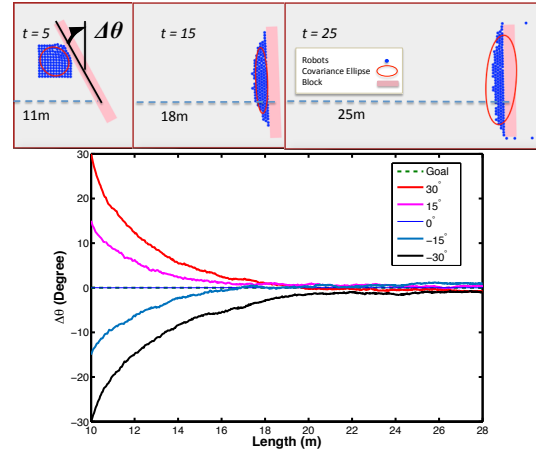 t = 5
Δθ
11m
t = 15
18m
t = 25
Robots
Covariance Ellipse
Block
25m
30
20
10
0
-10
-20
-30
Δθ (Degree)
Goal
30°
15°
0°
-15°
-30°
10 12 14 16 18 20 22 24 26 28
Length (m)